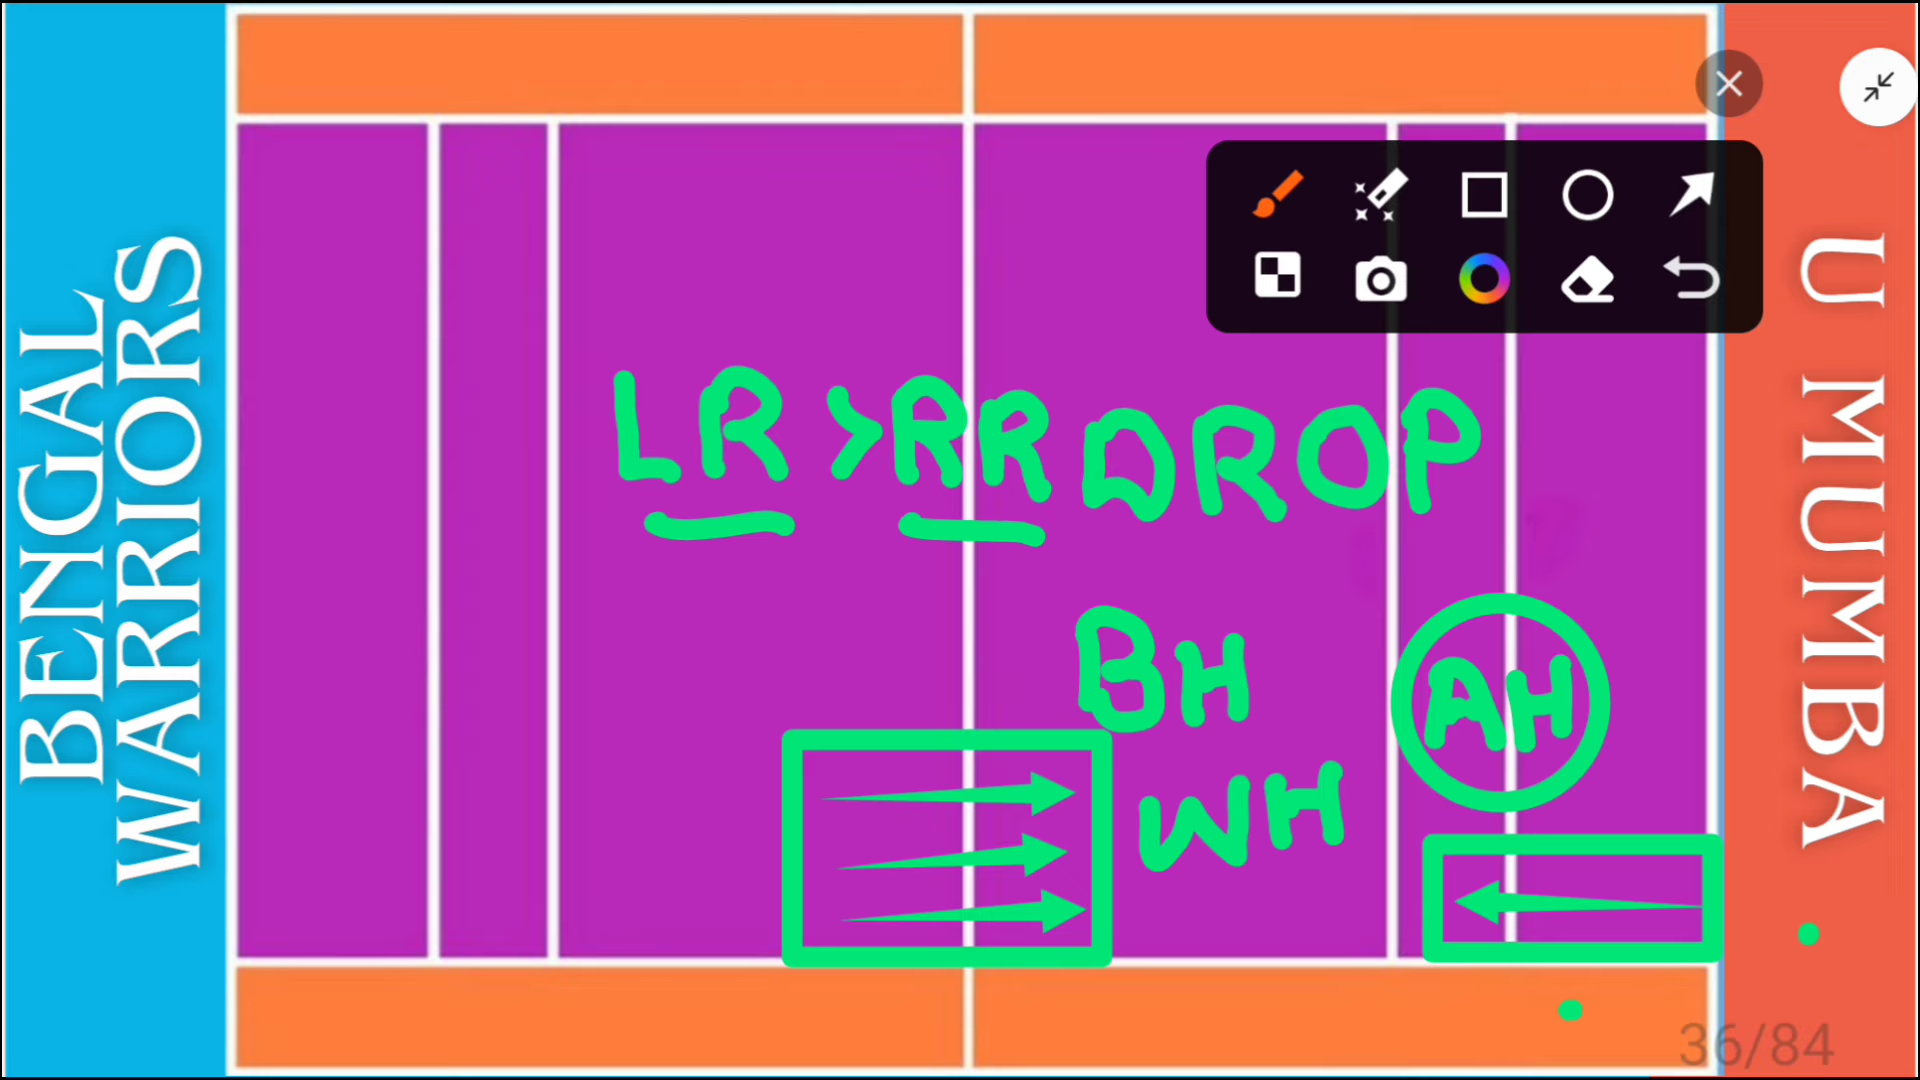 BENGAL
WARRIORS
LR > RR DROP
BH
AH
WH
U MUMBA
36/84